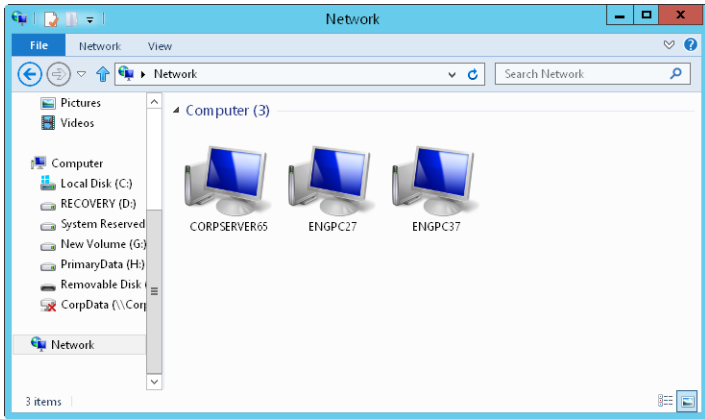 Network
File Network View
Network
Search Network
Pictures
Videos
Computer
Local Disk (C:)
RECOVERY (D:)
System Reserved
New Volume (G:)
PrimaryData (H:)
Removable Disk (
CorpData (\\Corp
Network
Computer (3)
CORPSERVER65 ENGPC27 ENGPC37
3 items